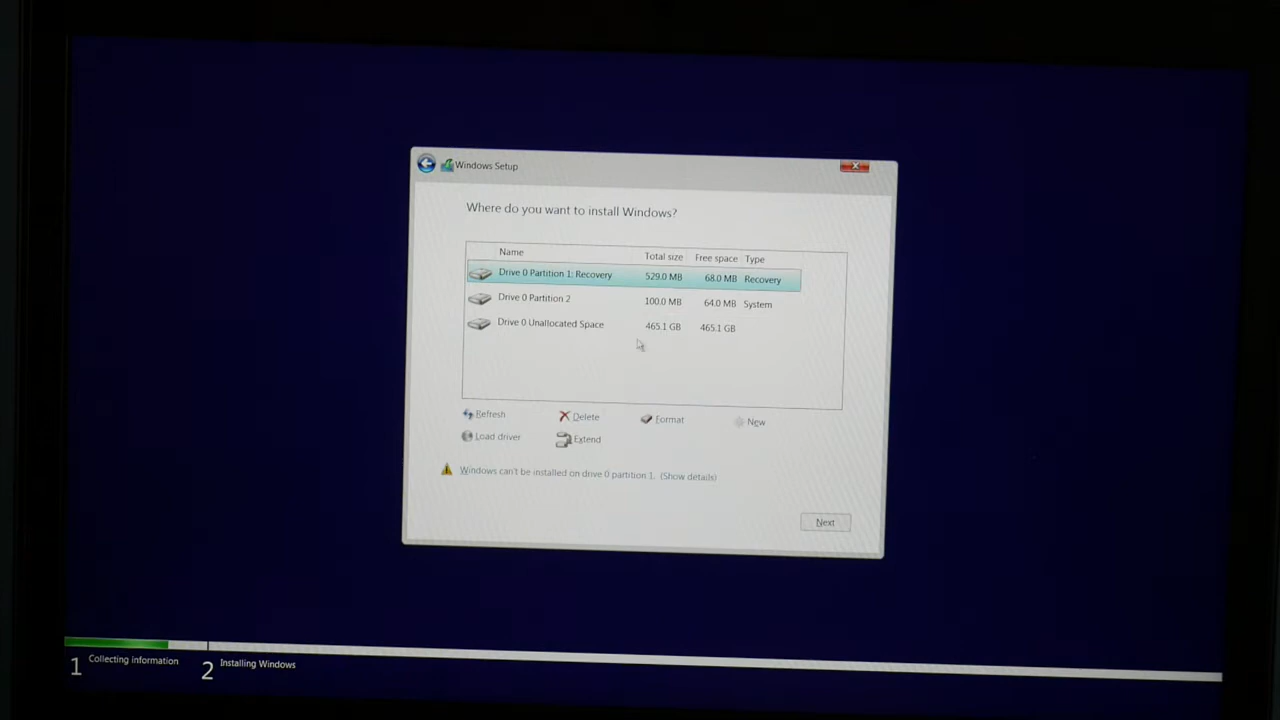 Windows Setup
Where do you want to install Windows?
Name Total size Free space Type
Drive 0 Partition 1: Recovery 529.0 MB 68.0 MB Recovery
Drive 0 Partition 2 100.0 MB 64.0 MB System
Drive 0 Unallocated Space 465.1 GB 465.1 GB
Refresh Delete Format New
Load driver Extend
Windows can't be installed on drive 0 partition 1. (Show details)
Next
1 Collecting information 2 Installing Windows